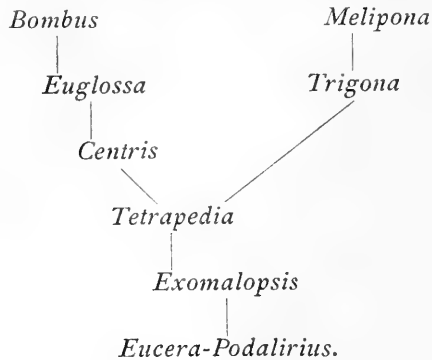 Bombus Melipona
Euglossa Trigona
Centris
Tetrapedia
Exomalopsis
Eucera-Podalirius.